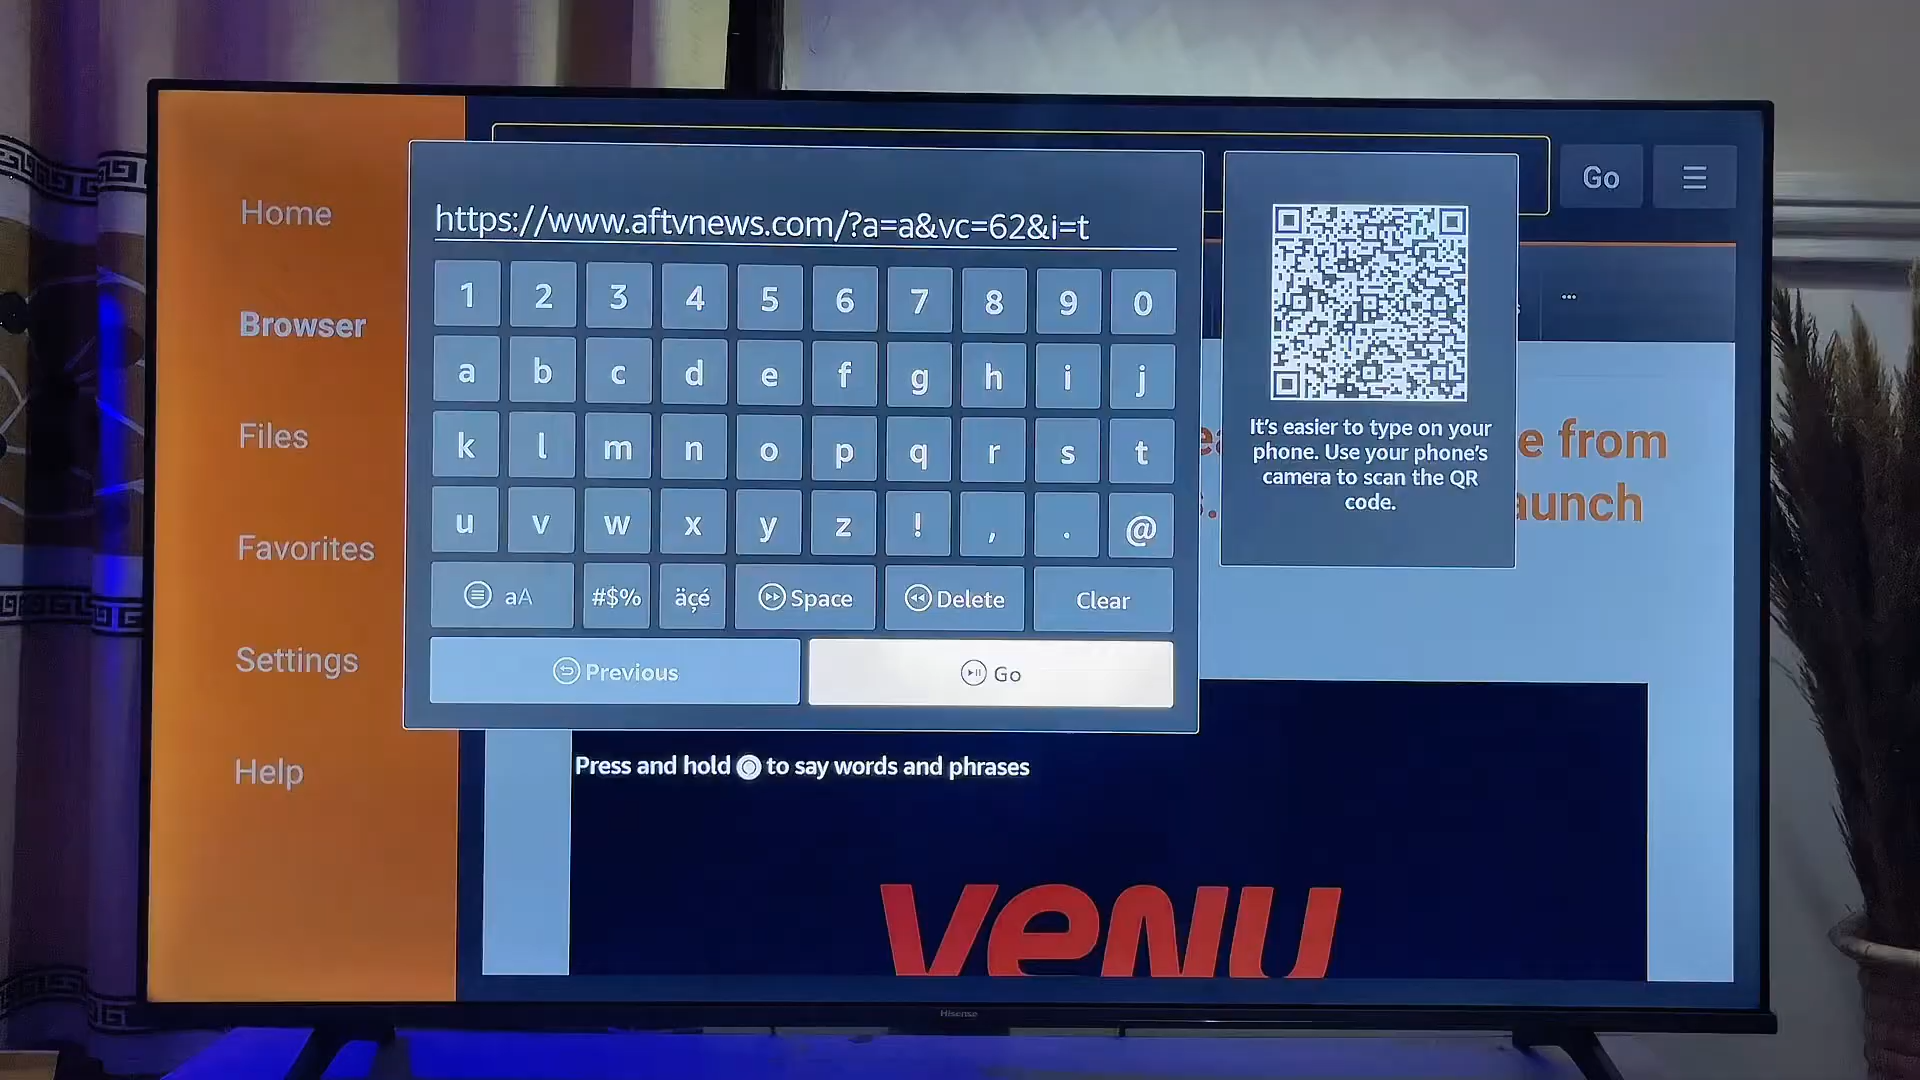 Home
Browser
Files
Favorites
Settings
Help
Go
https://www.aftvnews.com/?a=a&vc=62&i=t
1 2 3 4 5 6 7 8 9 0
a b c d e f g h i j
k l m n o p q r s t
u v w x y z ! , . @
aA #$% äçé Space Delete Clear
Previous Go
Press and hold to say words and phrases
It's easier to type on your
phone. Use your phone's
camera to scan the QR
code.
...
e from
aunch
venu
Hisense